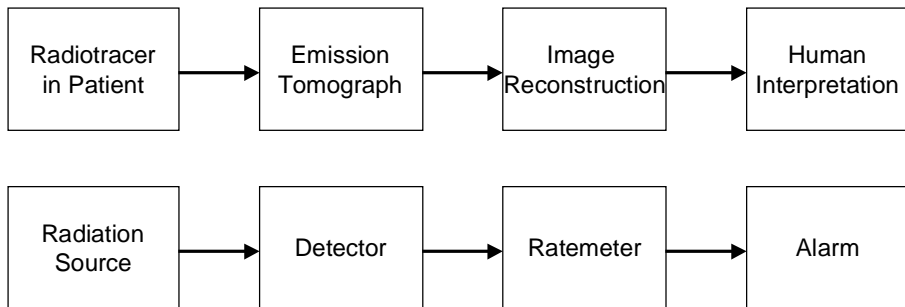 Radiotracer
in Patient
Emission
Tomograph
Image
Reconstruction
Human
Interpretation
Radiation
Source
Detector
Ratemeter
Alarm